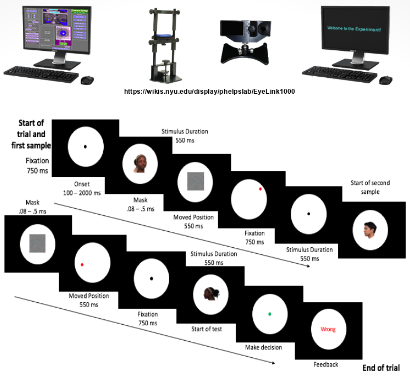 Welcome to the Experiment!
https://wikis.nyu.edu/display/phelpslab/EyeLink1000
Start of
trial and
first sample
Stimulus Duration
550 ms
Fixation
750 ms
Onset
100 – 2000 ms
Mask
.08 – .5 ms
Moved Position
550 ms
Fixation
750 ms
Stimulus Duration
550 ms
Start of second
sample
Mask
.08 – .5 ms
Moved Position
550 ms
Fixation
750 ms
Stimulus Duration
550 ms
Start of test
Make decision
Wrong
Feedback
End of trial